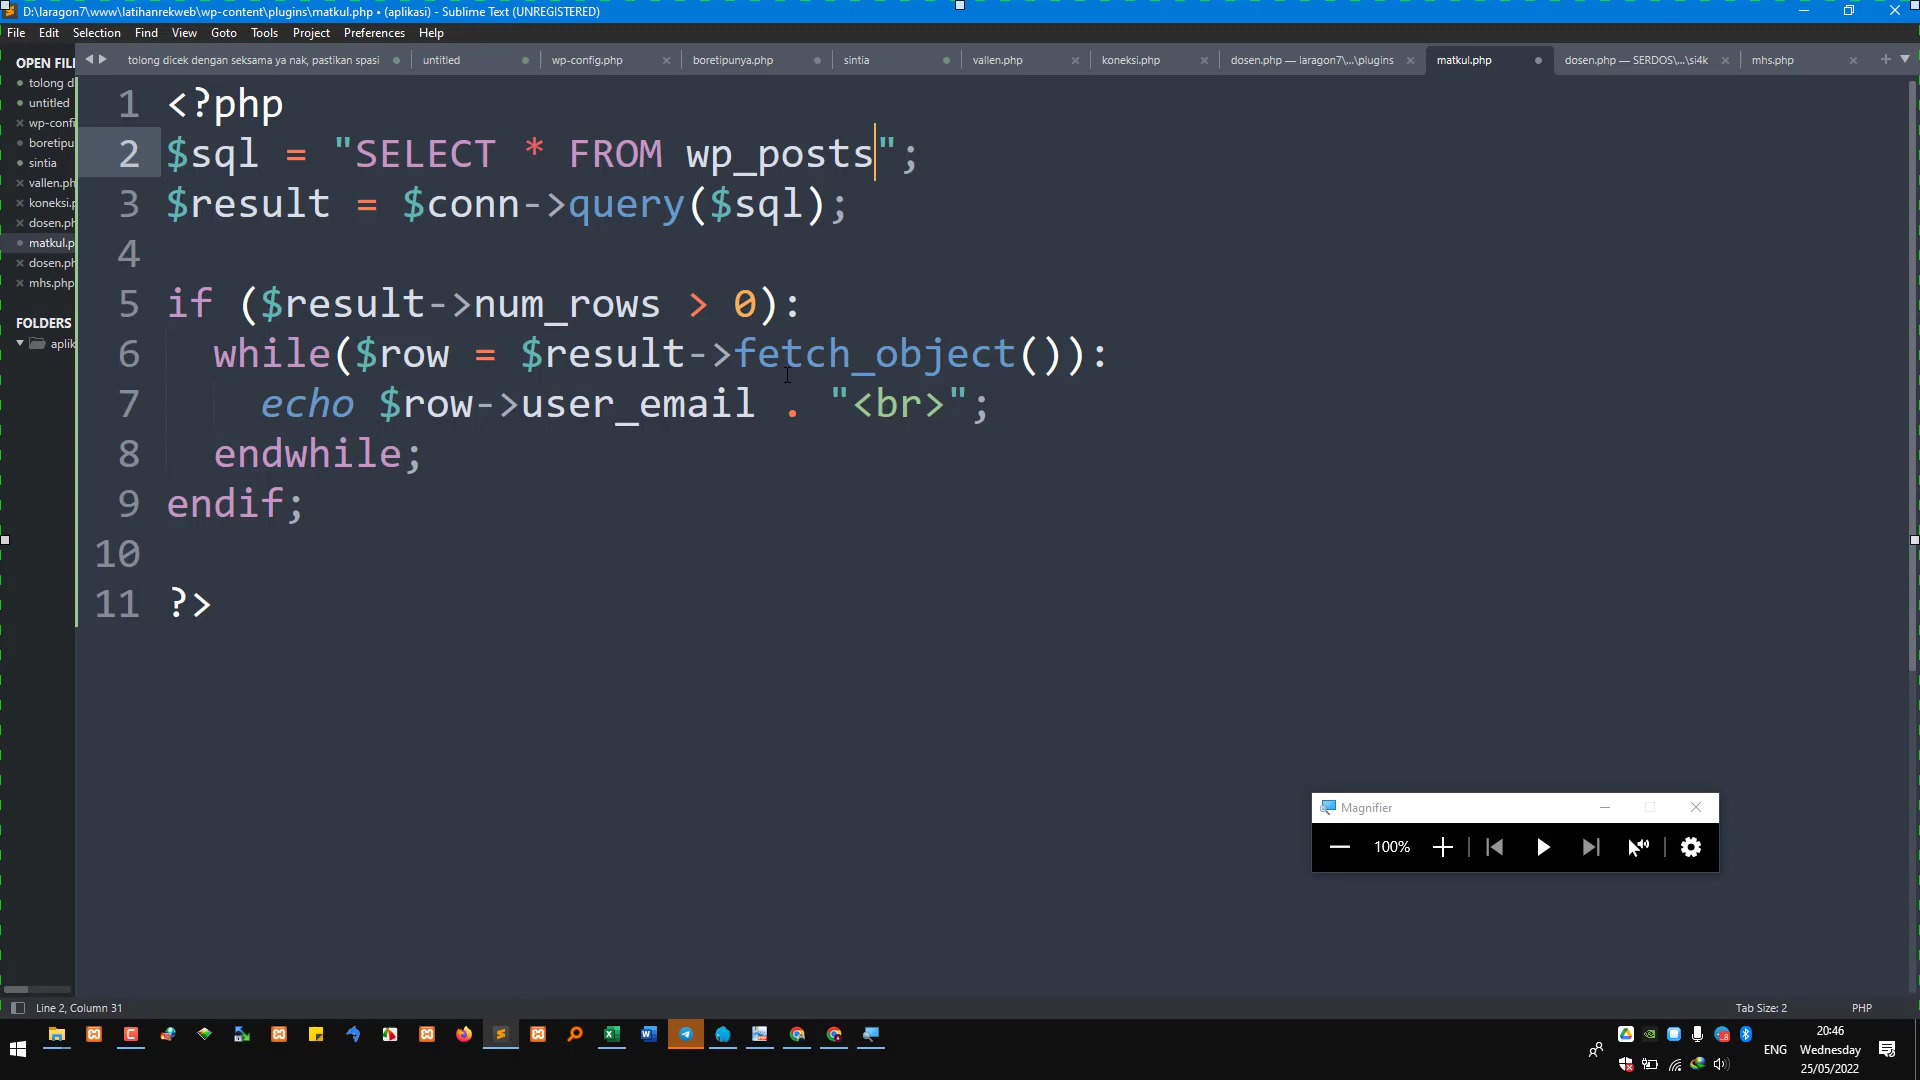 D:\laragon7\www\latihanrekweb\wp-content\plugins\matkul.php • (aplikasi) - Sublime Text (UNREGISTERED)
File Edit Selection Find View Goto Tools Project Preferences Help
OPEN FIL
tolong d
untitled
wp-confi
boretipu
sintia
vallen.ph
koneksi.p
dosen.ph
matkul.p
dosen.ph
mhs.php
FOLDERS
aplik
tolong dicek dengan seksama ya nak, pastikan spasi untitled wp-config.php boretipunya.php sintia vallen.php koneksi.php dosen.php — laragon7\...\plugins matkul.php dosen.php — SERDOS\...\si4k mhs.php
1 <?php
2 $sql = "SELECT * FROM wp_posts";
3 $result = $conn->query($sql);
4
5 if ($result->num_rows > 0):
6 while($row = $result->fetch_object()):
7 echo $row->user_email . "<br>";
8 endwhile;
9 endif;
10
11 ?>
Magnifier
100%
Line 2, Column 31 Tab Size: 2 PHP
20:46
ENG Wednesday
25/05/2022